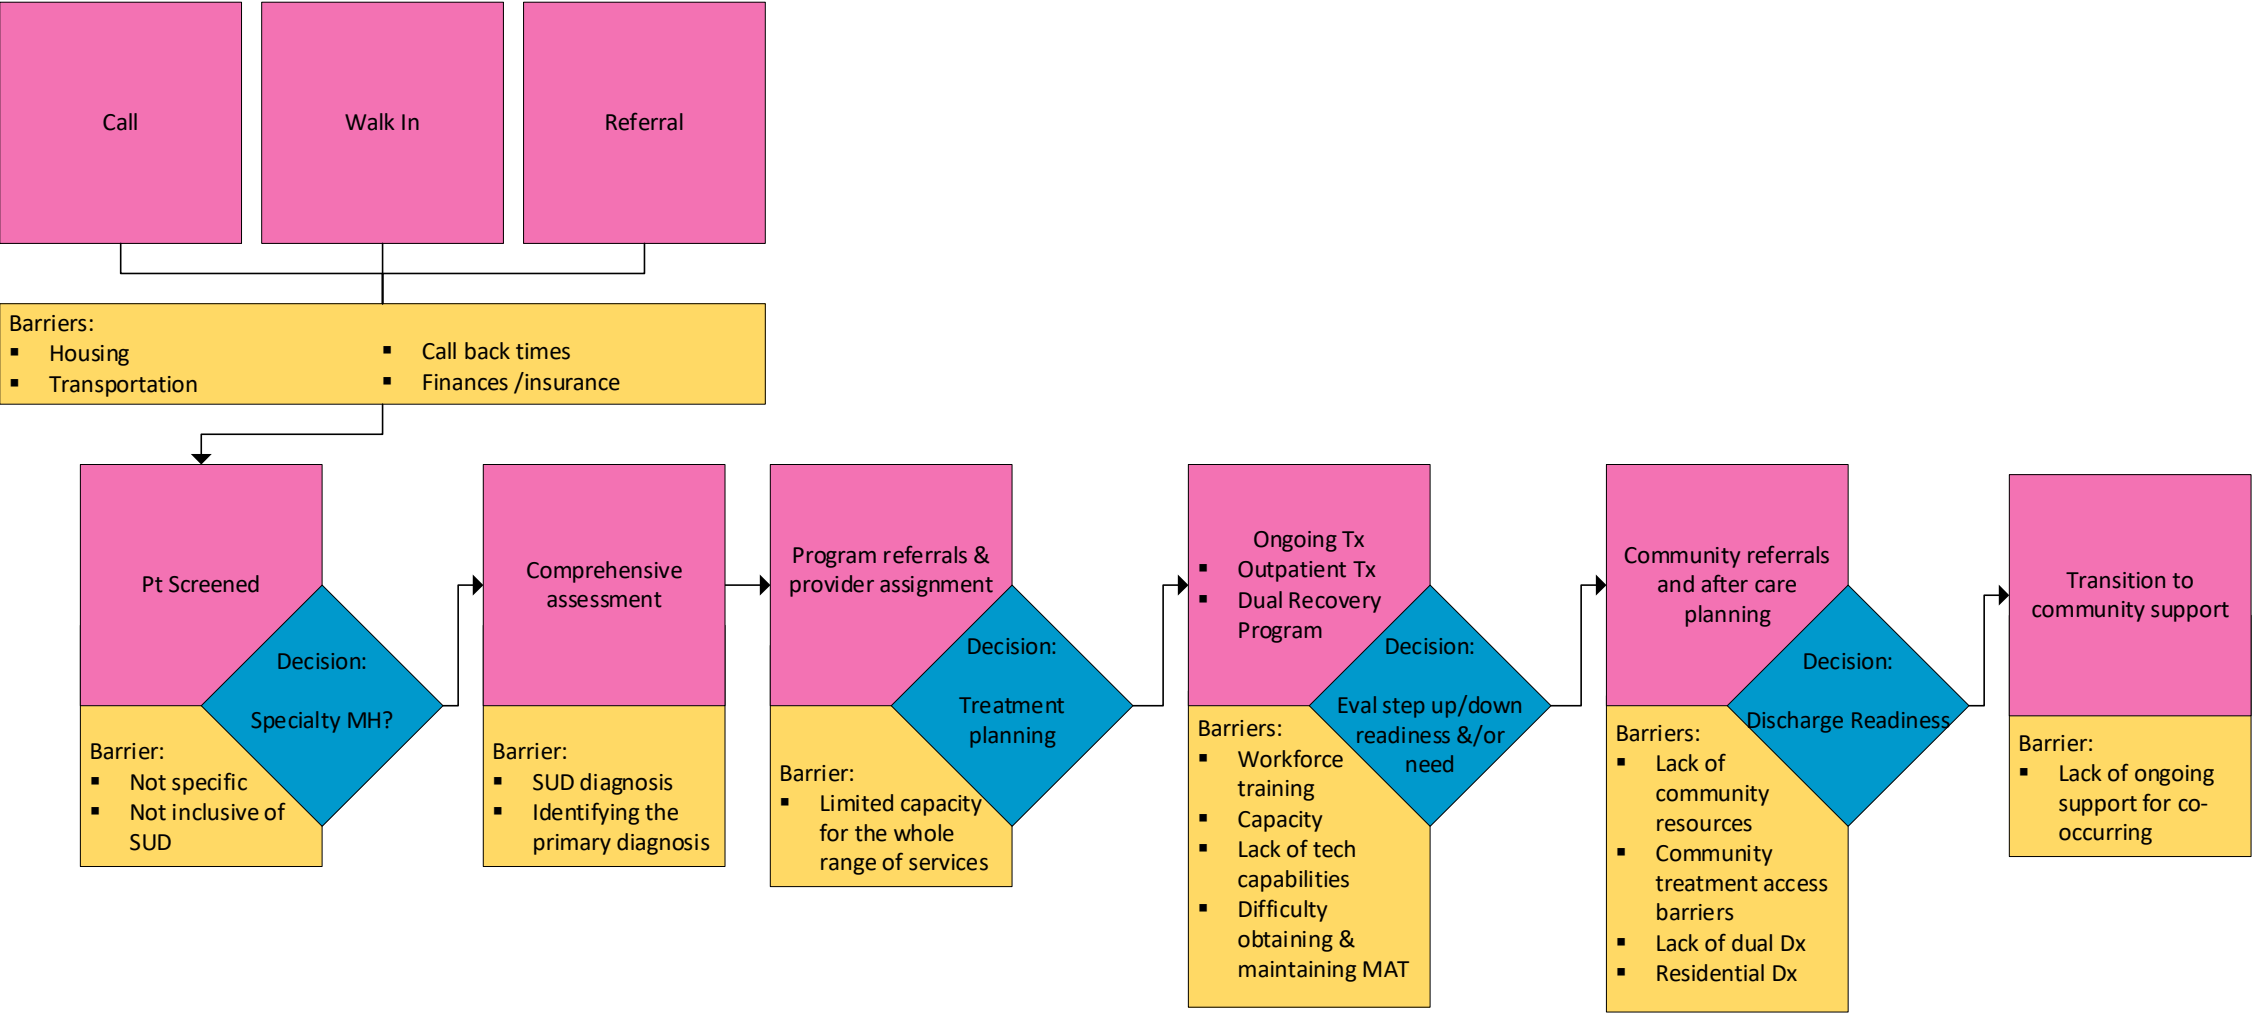 Call
Walk In
Referral
Barriers:
▪ Housing
▪ Transportation
▪ Call back times
▪ Finances /insurance
Pt Screened
Decision:
Specialty MH?
Barrier:
▪ Not specific
▪ Not inclusive of
SUD
Comprehensive
assessment
Barrier:
▪ SUD diagnosis
▪ Identifying the
primary diagnosis
Program referrals &
provider assignment
Decision:
Treatment
planning
Barrier:
▪ Limited capacity
for the whole
range of services
Ongoing Tx
▪ Outpatient Tx
▪ Dual Recovery
Program
Decision:
Eval step up/down
readiness &/or
need
Barriers:
▪ Workforce
training
▪ Capacity
▪ Lack of tech
capabilities
▪ Difficulty
obtaining &
maintaining MAT
Community referrals
and after care
planning
Decision:
Discharge Readiness
Barriers:
▪ Lack of
community
resources
▪ Community
treatment access
barriers
▪ Lack of dual Dx
▪ Residential Dx
Transition to
community support
Barrier:
▪ Lack of ongoing
support for co-
occurring